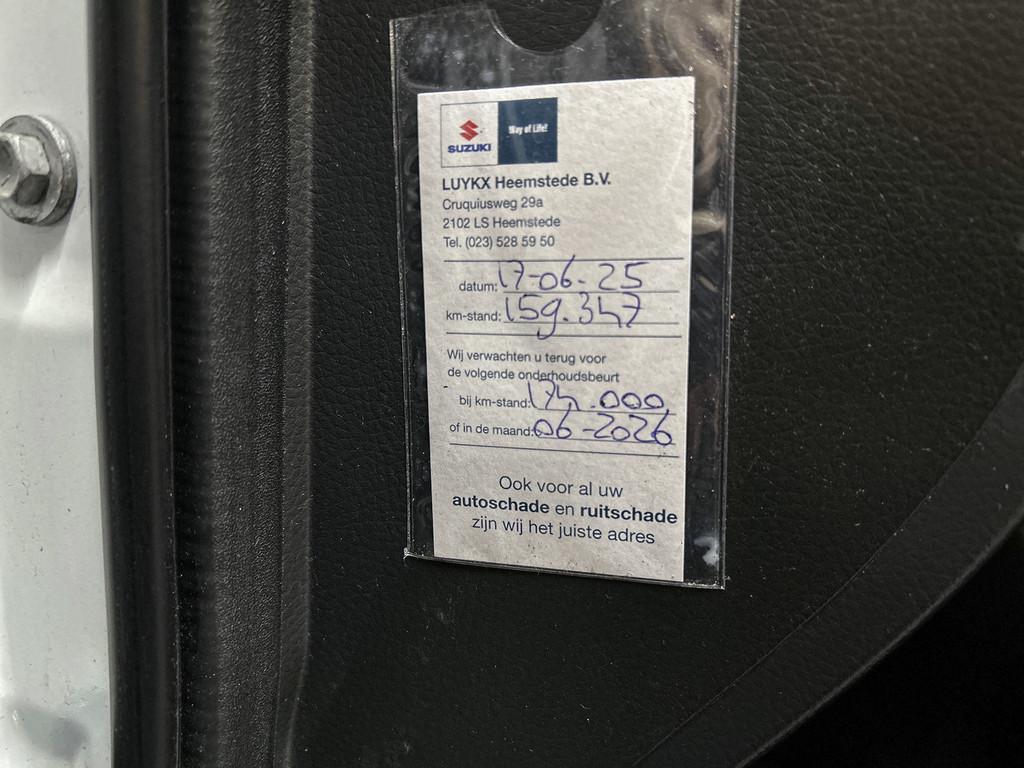 SUZUKI
Way of Life!
LUYKX Heemstede B.V.
Cruquiusweg 29a
2102 LS Heemstede
Tel. (023) 528 59 50
datum: 17-06-25
km-stand: 159.347
Wij verwachten u terug voor
de volgende onderhoudsbeurt
bij km-stand: 174.000
of in de maand: 06-2026
Ook voor al uw
autoschade en ruitschade
zijn wij het juiste adres